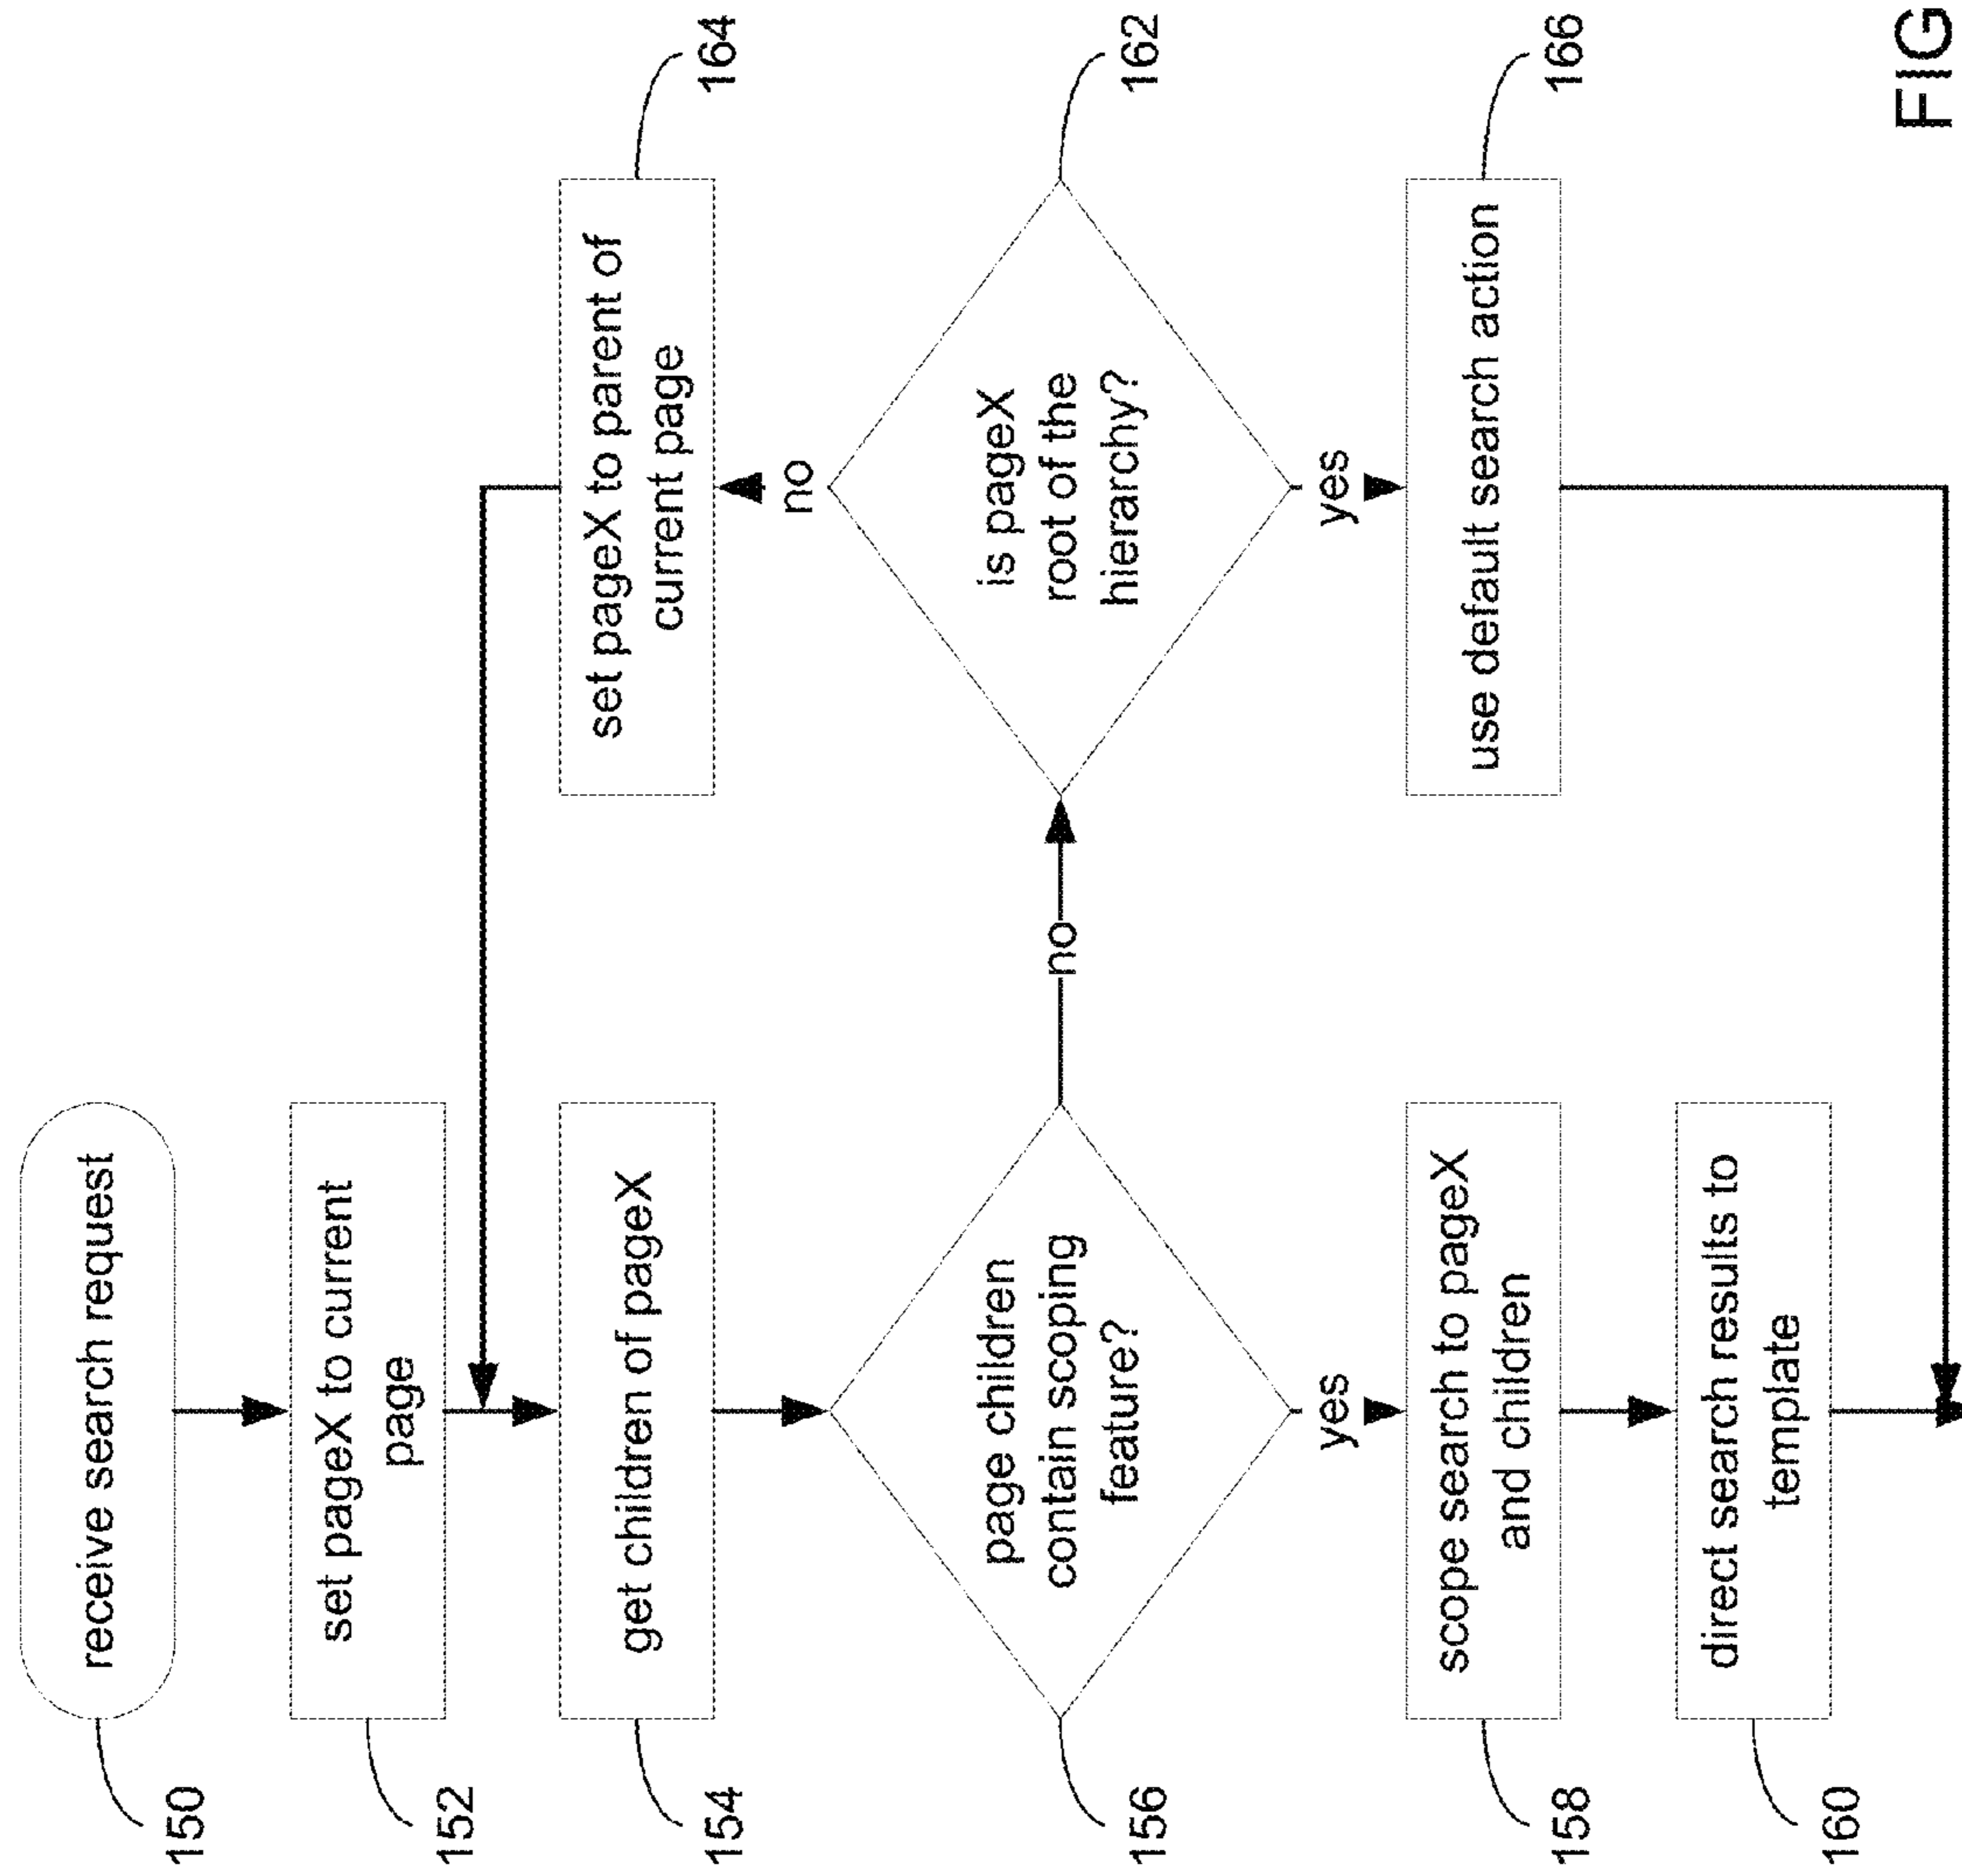 receive search request
150
set pageX to current
page
152
get children of pageX
154
page children
contain scoping
feature?
156
no
yes
scope search to pageX
and children
158
direct search results to
template
160
set pageX to parent of
current page
164
no
is pageX
root of the
hierarchy?
162
yes
use default search action
166
FIG